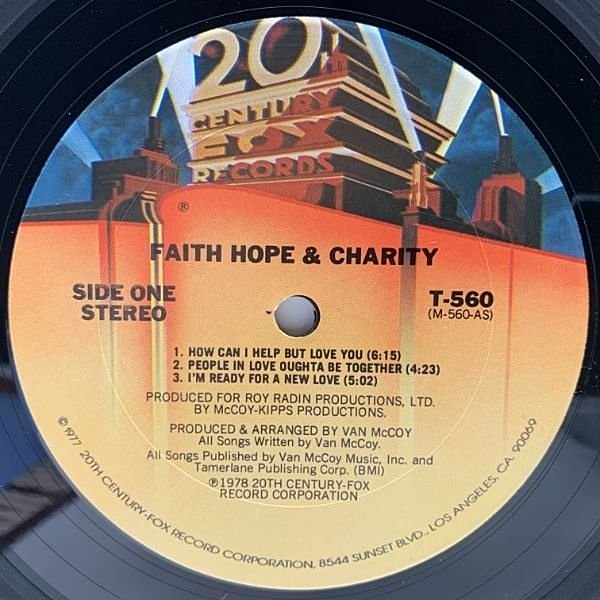 20th
CENTURY
FOX
RECORDS
®
FAITH HOPE & CHARITY
SIDE ONE
STEREO
T-560
(M-560-AS)
1. HOW CAN I HELP BUT LOVE YOU (6:15)
2. PEOPLE IN LOVE OUGHTA BE TOGETHER (4:23)
3. I'M READY FOR A NEW LOVE (5:02)
PRODUCED FOR ROY RADIN PRODUCTIONS, LTD.
BY McCOY-KIPPS PRODUCTIONS.
PRODUCED & ARRANGED BY VAN McCOY
All Songs Written by Van McCoy.
All Songs Published by Van McCoy Music, Inc. and
Tamerlane Publishing Corp. (BMI)
℗1978 20TH CENTURY-FOX
RECORD CORPORATION
©1977 20TH CENTURY-FOX RECORD CORPORATION, 8544 SUNSET BLVD., LOS ANGELES, CA. 90069